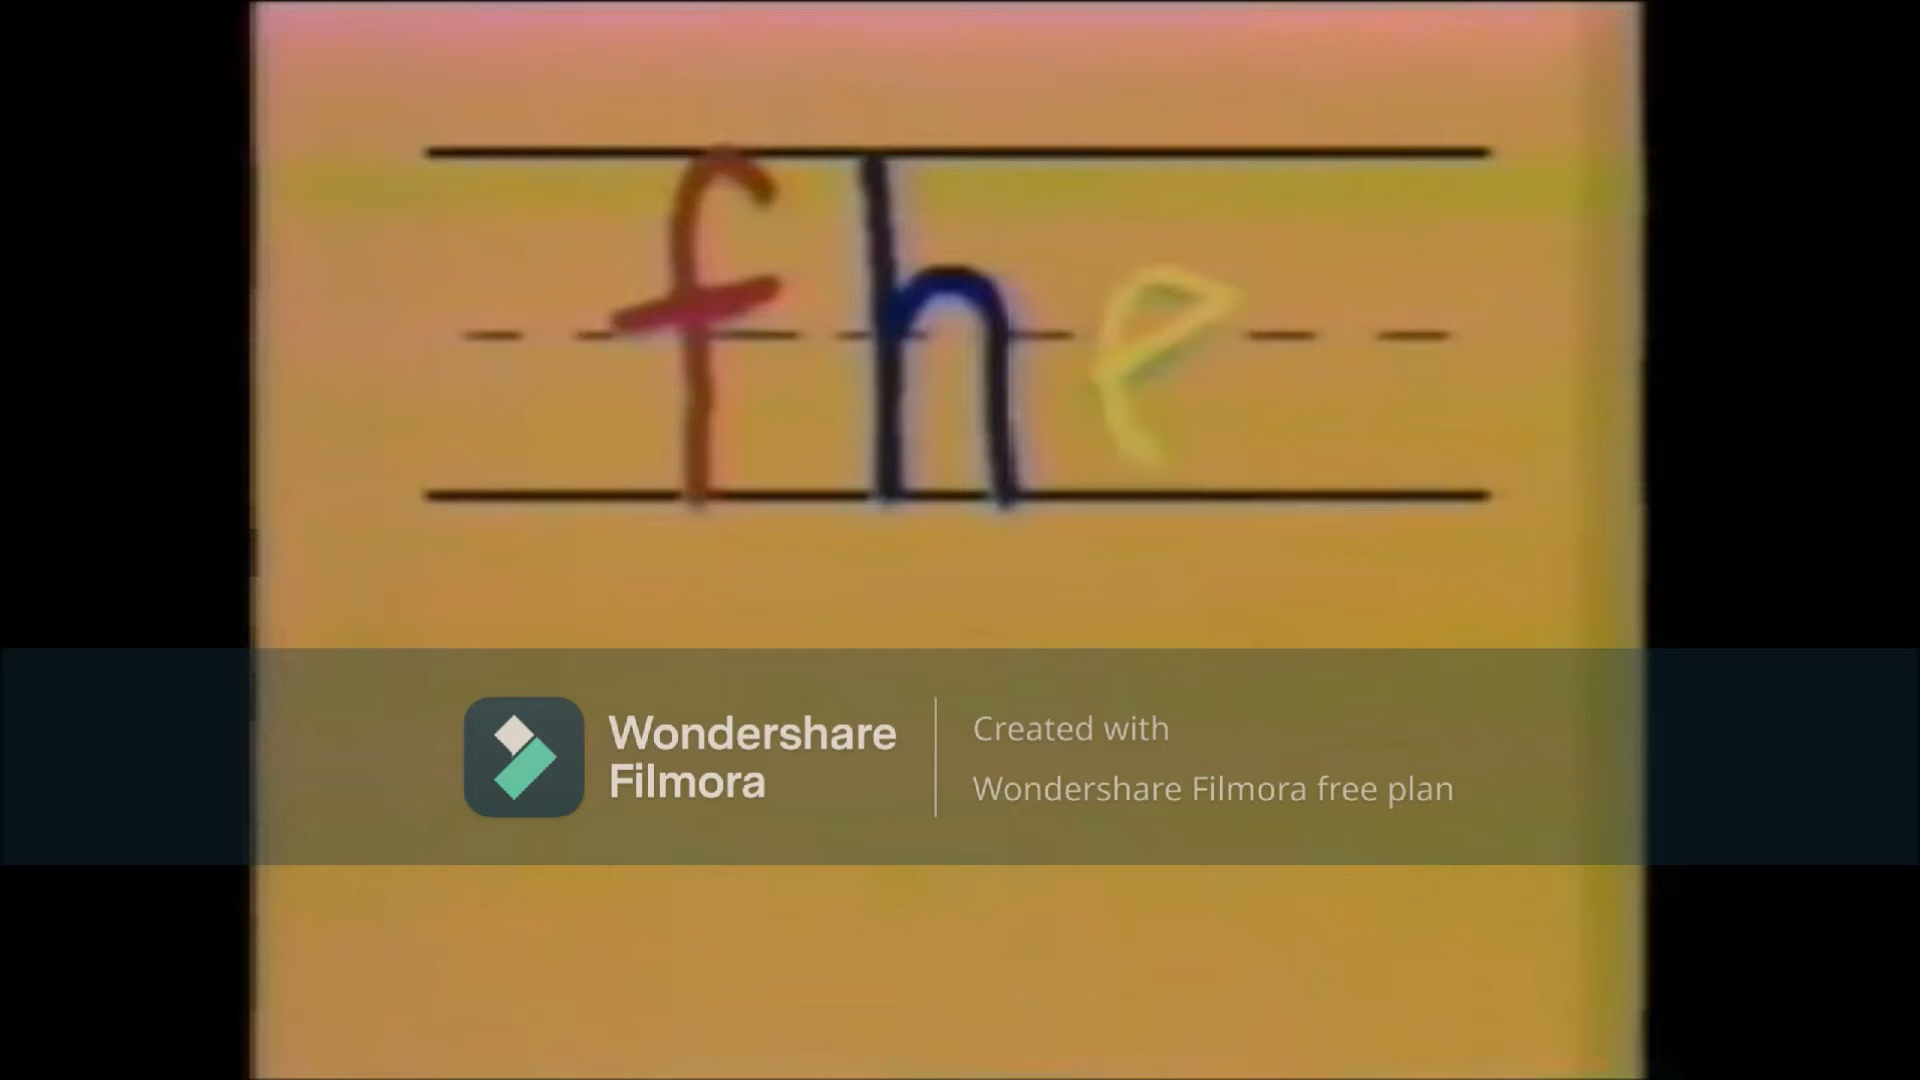 fhe
Wondershare
Filmora
Created with
Wondershare Filmora free plan